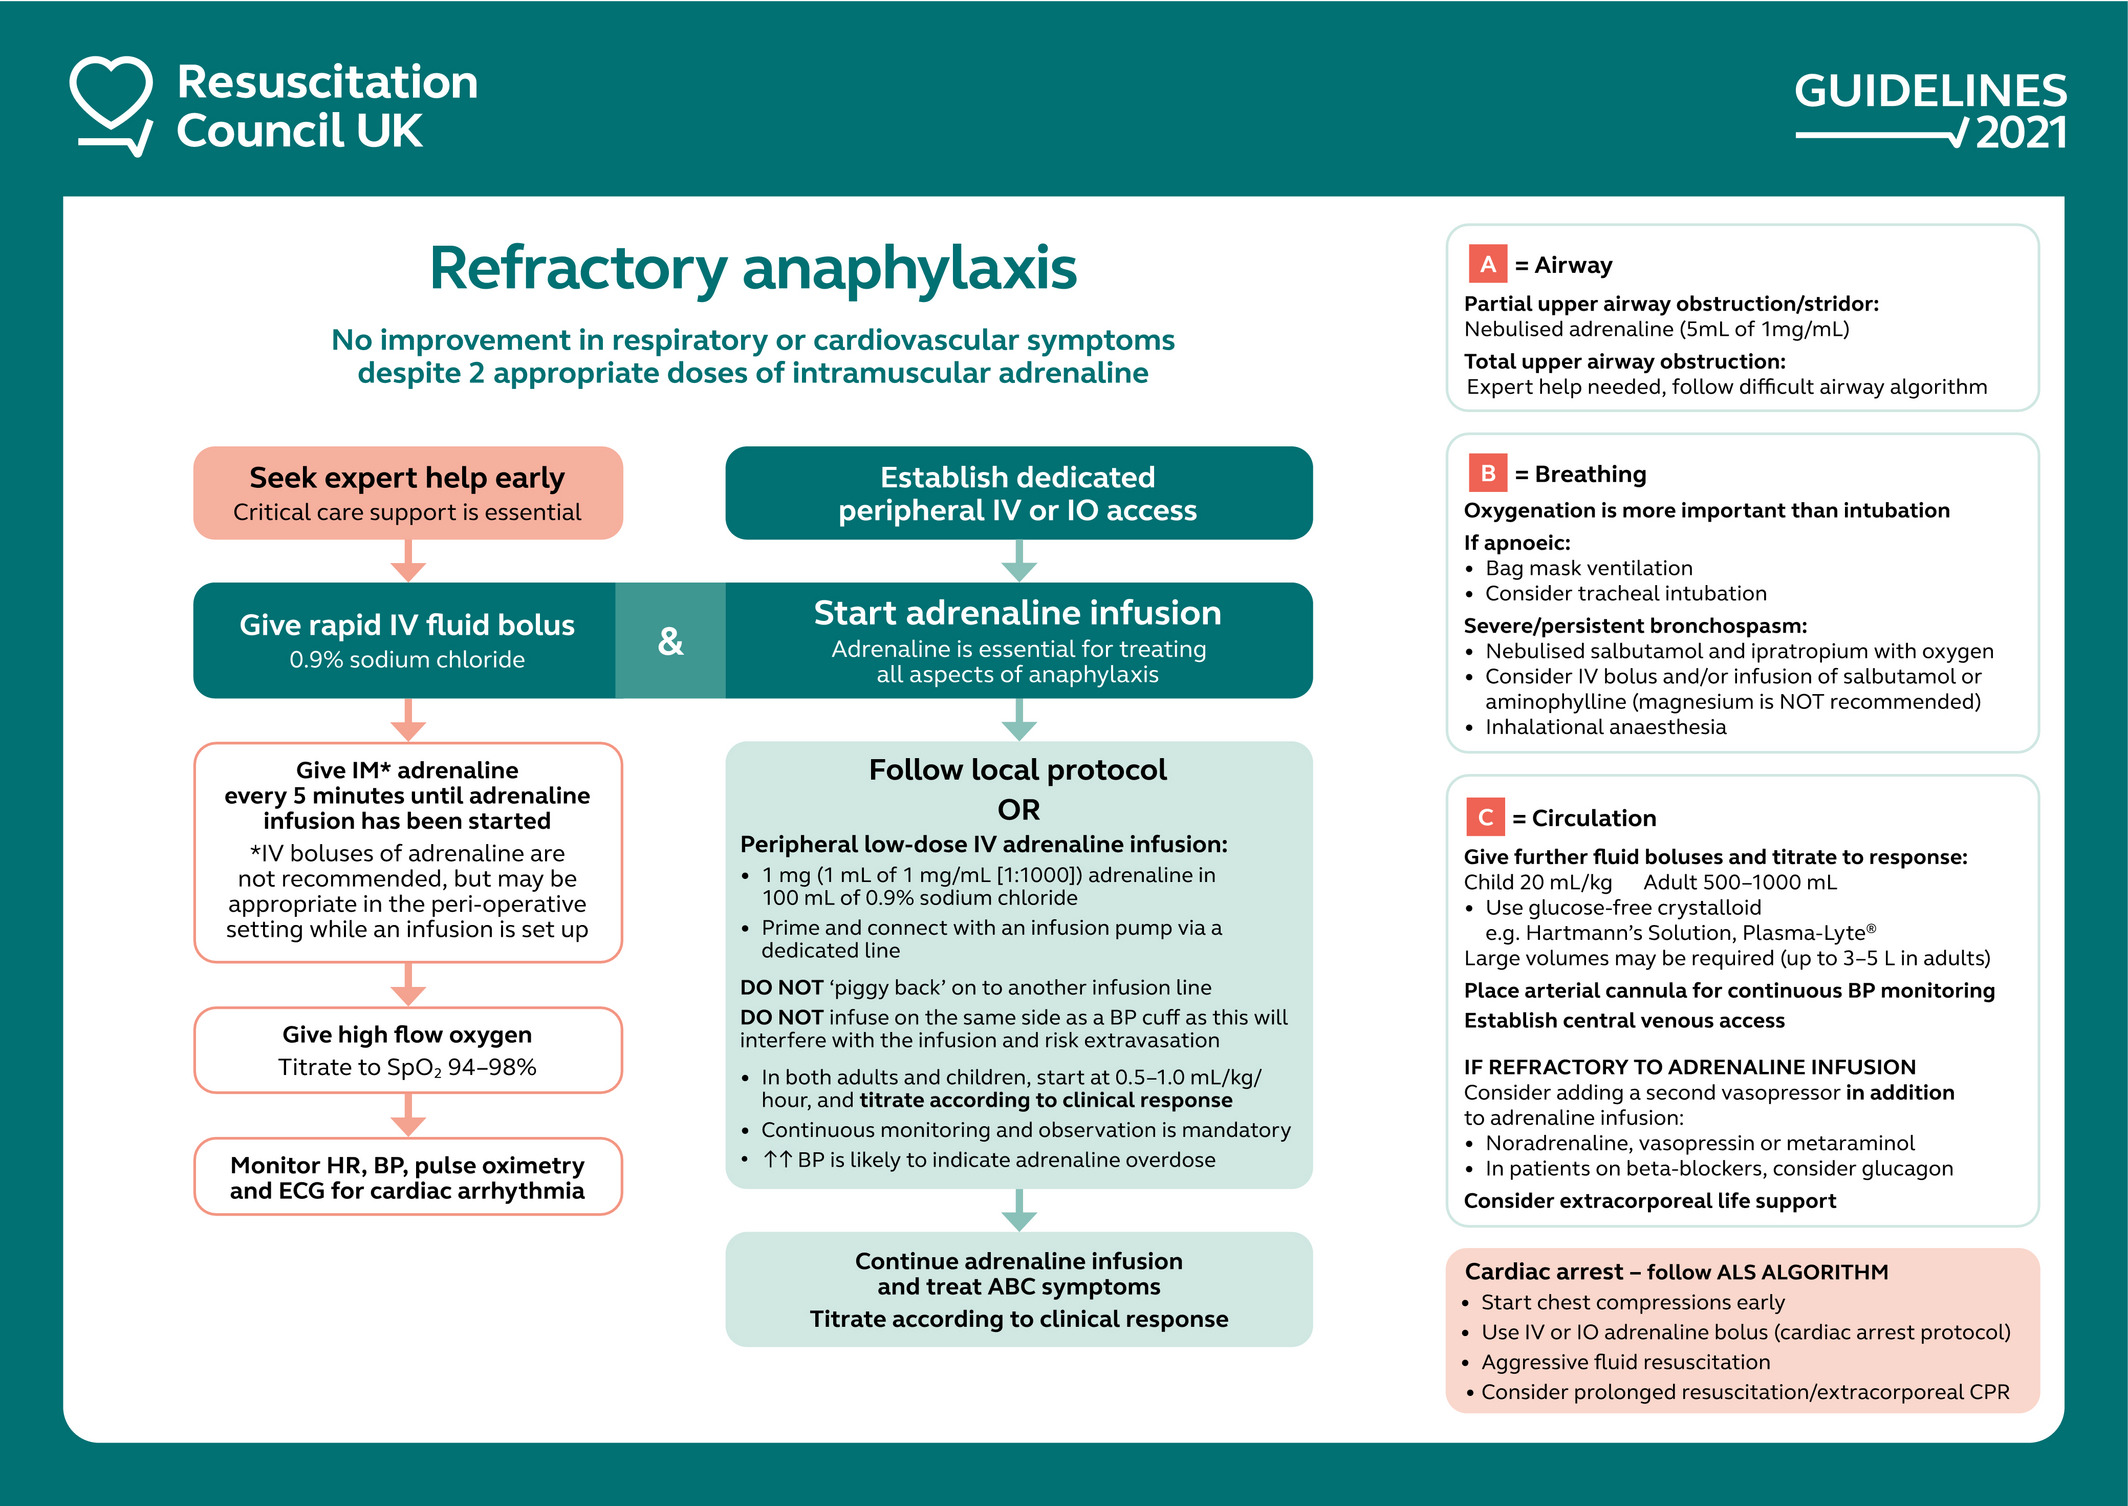 Resuscitation
Council UK
GUIDELINES
2021
Refractory anaphylaxis
No improvement in respiratory or cardiovascular symptoms
despite 2 appropriate doses of intramuscular adrenaline
Seek expert help early
Critical care support is essential
Establish dedicated
peripheral IV or IO access
Give rapid IV fluid bolus
0.9% sodium chloride
&
Start adrenaline infusion
Adrenaline is essential for treating
all aspects of anaphylaxis
Give IM* adrenaline
every 5 minutes until adrenaline
infusion has been started
*IV boluses of adrenaline are
not recommended, but may be
appropriate in the peri-operative
setting while an infusion is set up
Give high flow oxygen
Titrate to SpO₂ 94–98%
Monitor HR, BP, pulse oximetry
and ECG for cardiac arrhythmia
Follow local protocol
OR
Peripheral low-dose IV adrenaline infusion:
• 1 mg (1 mL of 1 mg/mL [1:1000]) adrenaline in
100 mL of 0.9% sodium chloride
• Prime and connect with an infusion pump via a
dedicated line
DO NOT ‘piggy back’ on to another infusion line
DO NOT infuse on the same side as a BP cuff as this will
interfere with the infusion and risk extravasation
• In both adults and children, start at 0.5–1.0 mL/kg/
hour, and titrate according to clinical response
• Continuous monitoring and observation is mandatory
• ↑↑ BP is likely to indicate adrenaline overdose
Continue adrenaline infusion
and treat ABC symptoms
Titrate according to clinical response
A = Airway
Partial upper airway obstruction/stridor:
Nebulised adrenaline (5mL of 1mg/mL)
Total upper airway obstruction:
Expert help needed, follow difficult airway algorithm
B = Breathing
Oxygenation is more important than intubation
If apnoeic:
• Bag mask ventilation
• Consider tracheal intubation
Severe/persistent bronchospasm:
• Nebulised salbutamol and ipratropium with oxygen
• Consider IV bolus and/or infusion of salbutamol or
aminophylline (magnesium is NOT recommended)
• Inhalational anaesthesia
C = Circulation
Give further fluid boluses and titrate to response:
Child 20 mL/kg Adult 500–1000 mL
• Use glucose-free crystalloid
e.g. Hartmann’s Solution, Plasma-Lyte®
Large volumes may be required (up to 3–5 L in adults)
Place arterial cannula for continuous BP monitoring
Establish central venous access
IF REFRACTORY TO ADRENALINE INFUSION
Consider adding a second vasopressor in addition
to adrenaline infusion:
• Noradrenaline, vasopressin or metaraminol
• In patients on beta-blockers, consider glucagon
Consider extracorporeal life support
Cardiac arrest – follow ALS ALGORITHM
• Start chest compressions early
• Use IV or IO adrenaline bolus (cardiac arrest protocol)
• Aggressive fluid resuscitation
• Consider prolonged resuscitation/extracorporeal CPR